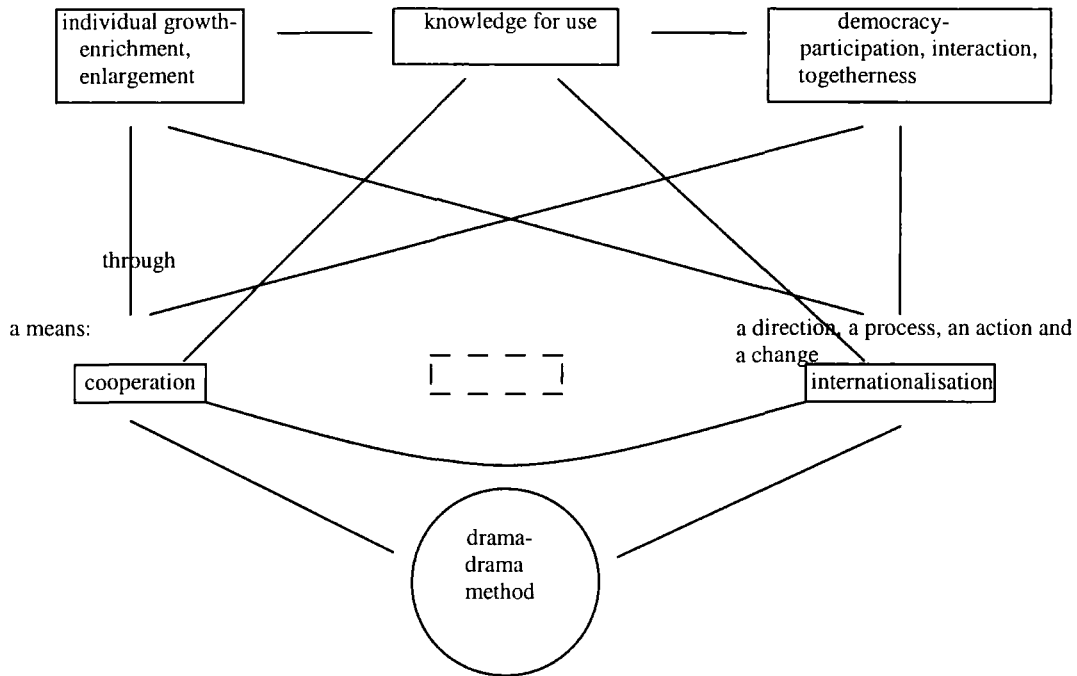 individual growth-
enrichment,
enlargement
knowledge for use
democracy-
participation, interaction,
togetherness
through
a means:
a direction, a process, an action and
a change
cooperation
internationalisation
drama-
drama
method